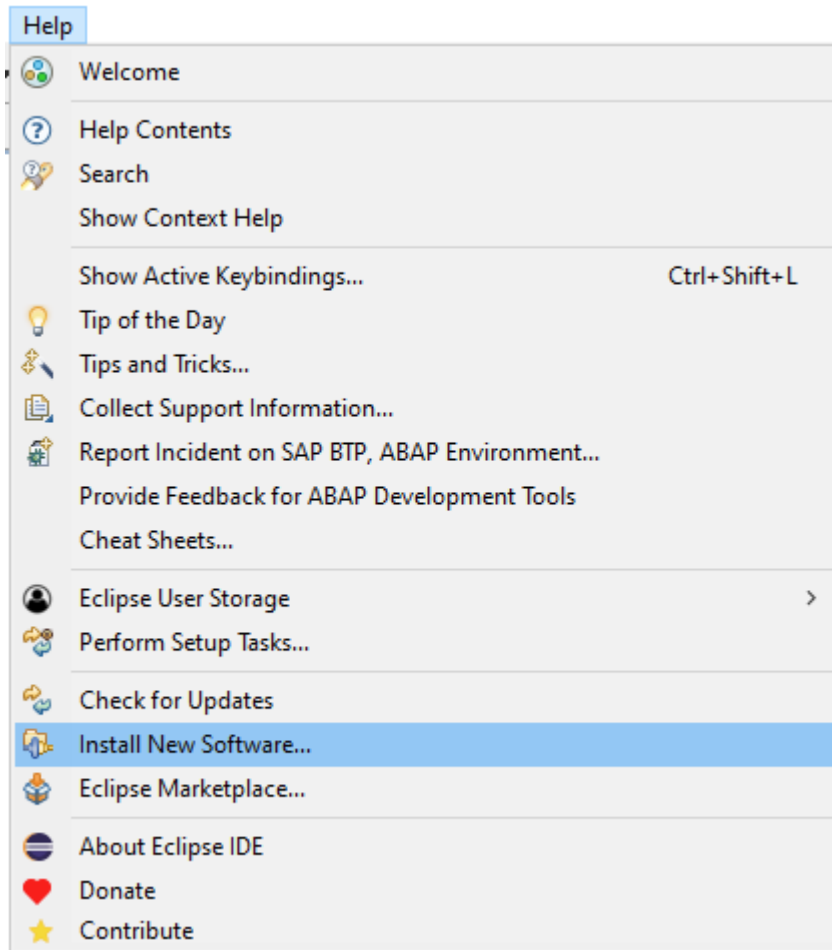 Help
Welcome
Help Contents
Search
Show Context Help
Show Active Keybindings... Ctrl+Shift+L
Tip of the Day
Tips and Tricks...
Collect Support Information...
Report Incident on SAP BTP, ABAP Environment...
Provide Feedback for ABAP Development Tools
Cheat Sheets...
Eclipse User Storage
Perform Setup Tasks...
Check for Updates
Install New Software...
Eclipse Marketplace...
About Eclipse IDE
Donate
Contribute